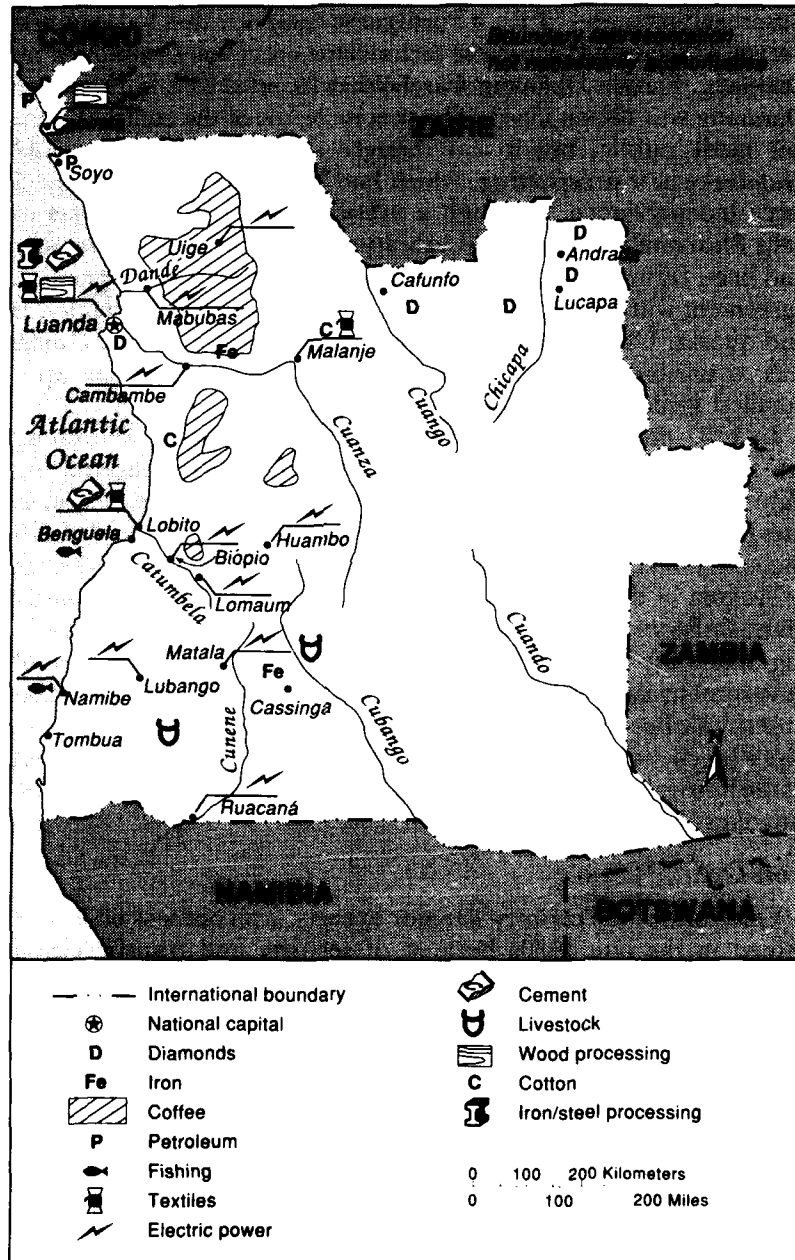 CONGO
Boundary representation
not necessarily authoritative
ZAIRE
P
P
Soyo
Uige
Dande
Mabubas
Luanda
D
Fe
C
Malanje
Cambambe
Cafunfo
D
D
D
Andrada
D
Lucapa
Chicapa
Cuango
Cuanza
Atlantic
Ocean
C
Lobito
Benguela
Biopio
Huambo
Catumbela
Lomaum
Matala
Lubango
Fe
Cassinga
Namibe
Tombua
Cunene
Cubango
Cuando
ZAMBIA
N
Ruacaná
NAMIBIA
BOTSWANA
International boundary
National capital
D Diamonds
Fe Iron
Coffee
P Petroleum
Fishing
Textiles
Electric power
Cement
Livestock
Wood processing
C Cotton
Iron/steel processing
0 100 200 Kilometers
0 100 200 Miles